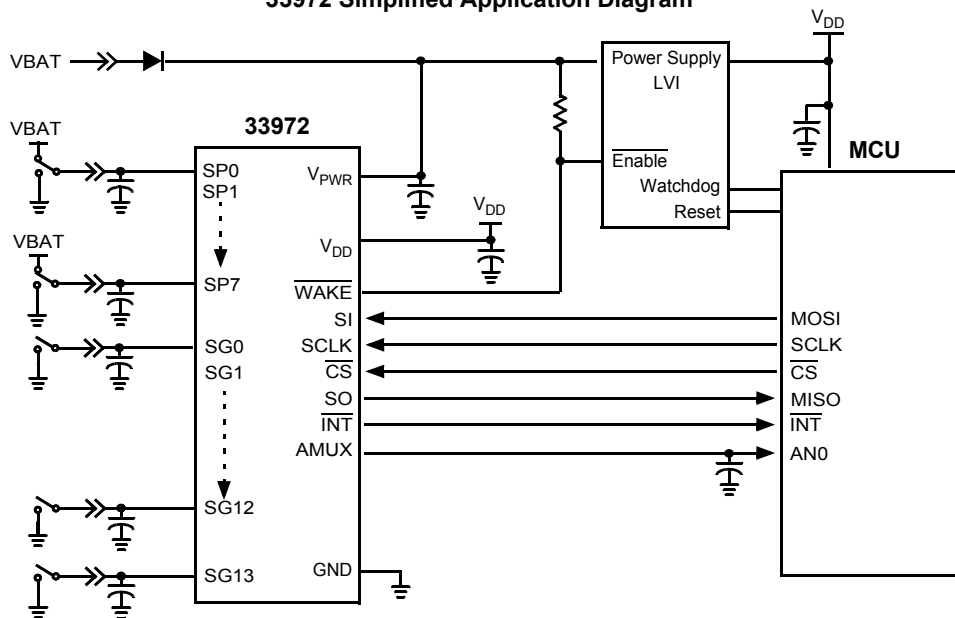 33972 Simplified Application Diagram
VDD
VBAT
Power Supply
LVI
VBAT
33972
MCU
SP0
SP1
VPWR
Enable
Watchdog
Reset
VDD
VBAT
VDD
SP7
WAKE
SI
MOSI
SG0
SCLK
SCLK
SG1
CS
CS
SO
MISO
INT
INT
AMUX
AN0
SG12
GND
SG13